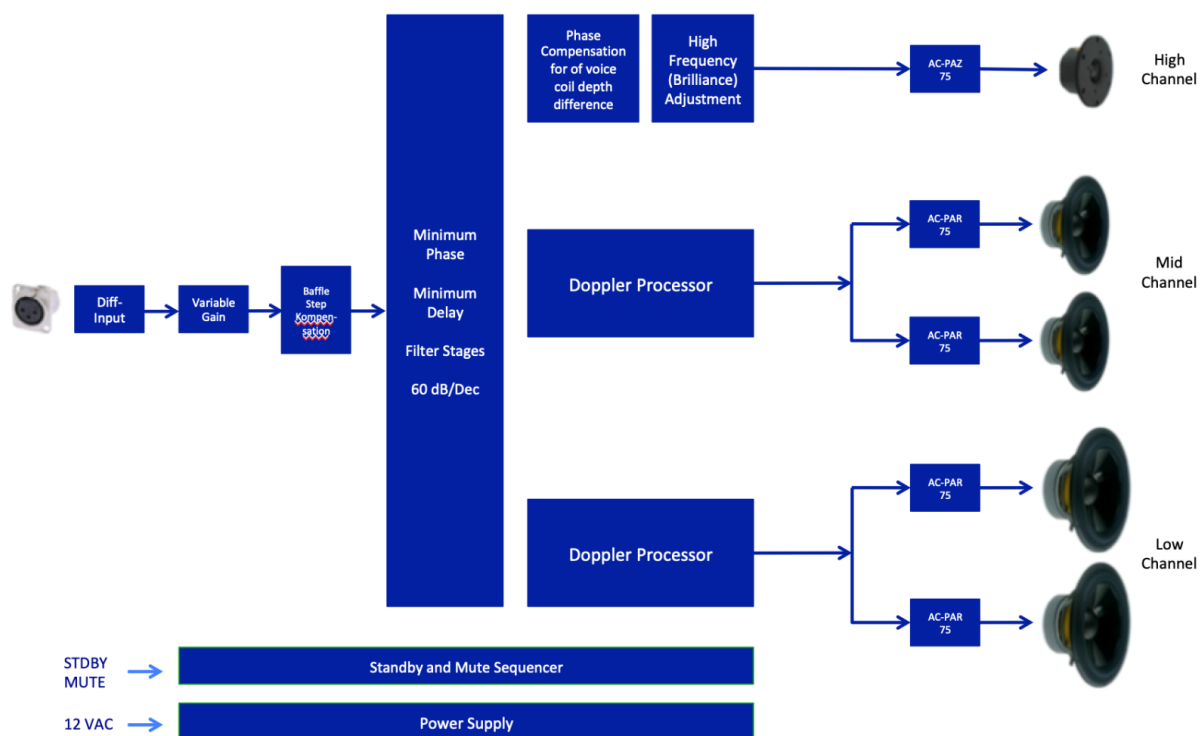 Phase
Compensation
for of voice
coil depth
difference
High
Frequency
(Brilliance)
Adjustment
AC-PAZ
75
High
Channel
Diff-
Input
Variable
Gain
Baffle
Step
Kompen-
sation
Minimum
Phase
Minimum
Delay
Filter Stages
60 dB/Dec
Doppler Processor
AC-PAR
75
AC-PAR
75
Mid
Channel
Doppler Processor
AC-PAR
75
AC-PAR
75
Low
Channel
STDBY
MUTE
Standby and Mute Sequencer
12 VAC
Power Supply